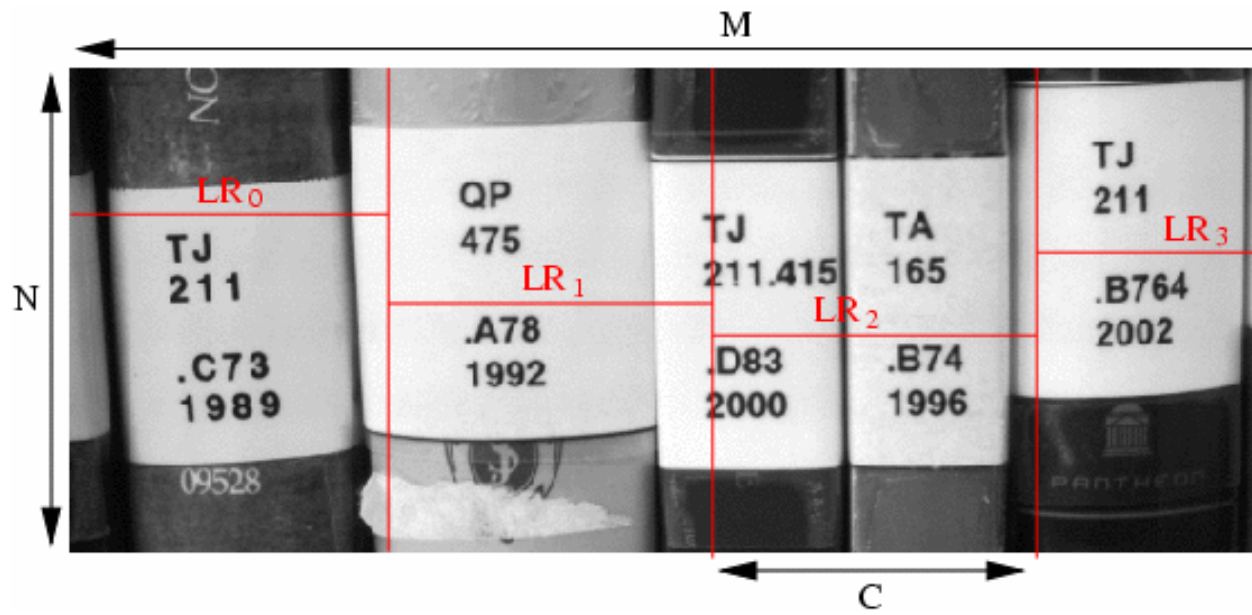 M
NO
N
LR0
TJ
211
.C73
1989
09528
QP
475
LR1
.A78
1992
TJ
211.415
LR2
.D83
2000
TA
165
.B74
1996
TJ
211
LR3
.B764
2002
PANTHEON
C